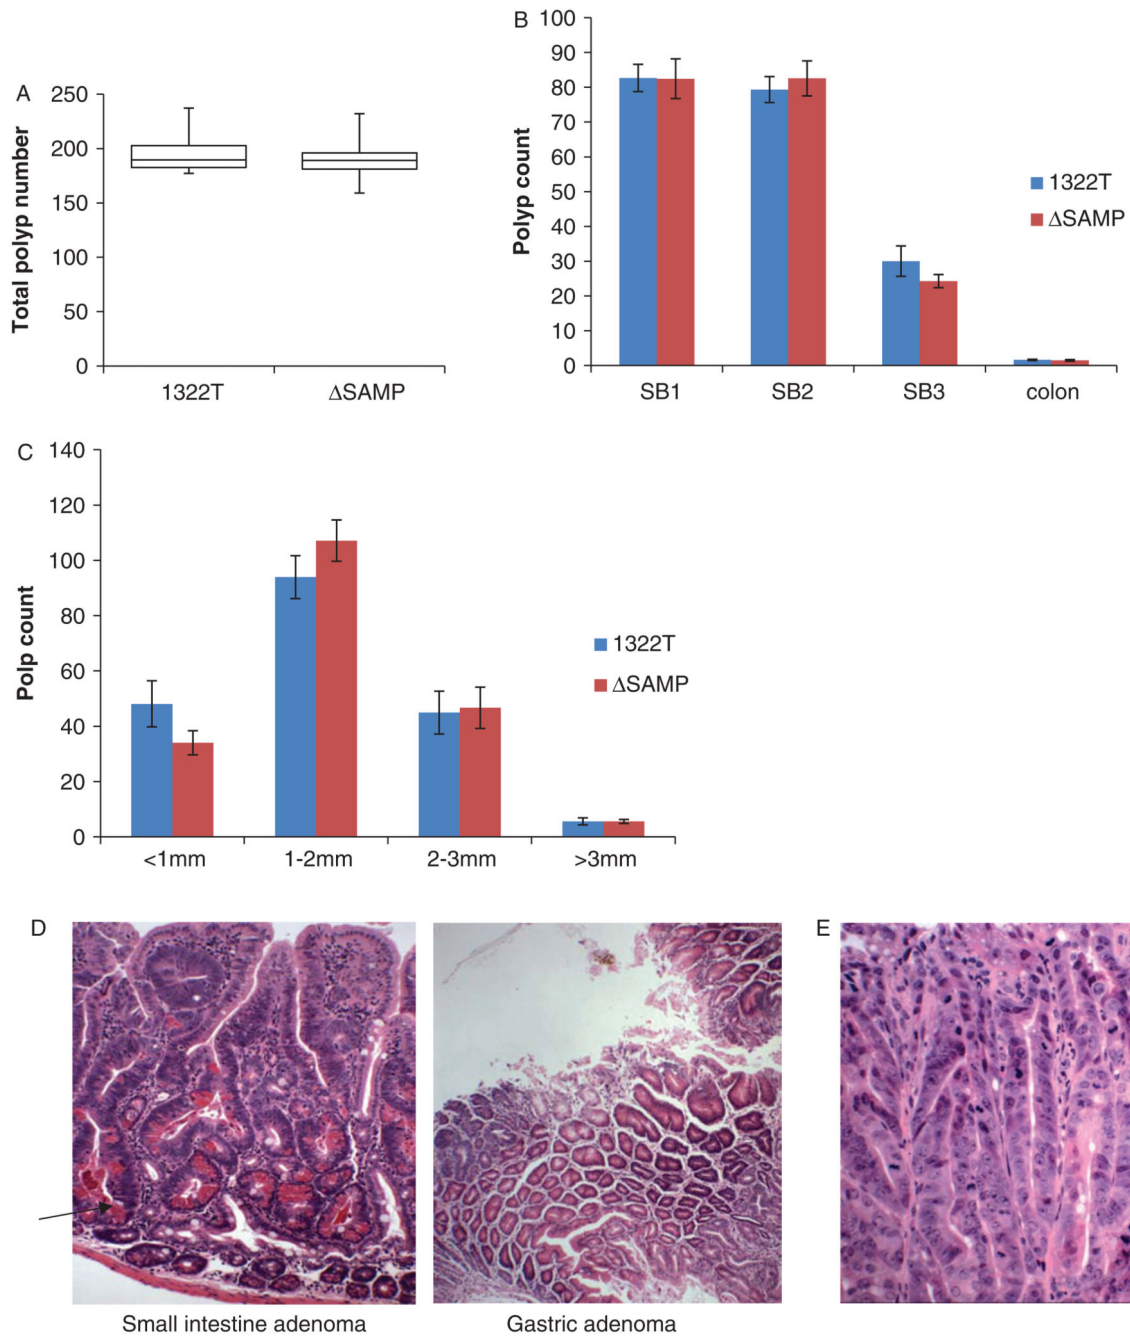 A
Total polyp number
250
200
150
100
50
0
1322T
ΔSAMP
B
Polyp count
100
90
80
70
60
50
40
30
20
10
0
SB1
SB2
SB3
colon
1322T
ΔSAMP
C
Polp count
140
120
100
80
60
40
20
0
<1mm
1-2mm
2-3mm
>3mm
1322T
ΔSAMP
D
Small intestine adenoma
Gastric adenoma
E